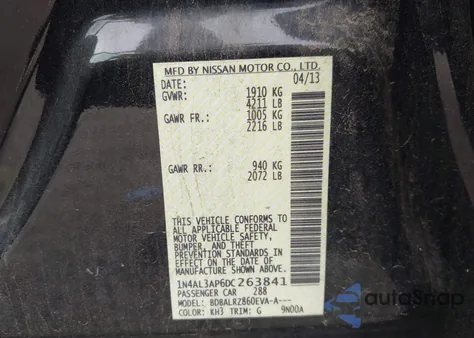 MFD BY NISSAN MOTOR CO., LTD.
DATE: 04/13
GVWR: 1910 KG
4211 LB
GAWR FR.: 1005 KG
2216 LB
GAWR RR.: 940 KG
2072 LB
THIS VEHICLE CONFORMS TO
ALL APPLICABLE FEDERAL
MOTOR VEHICLE SAFETY,
BUMPER, AND THEFT
PREVENTION STANDARDS IN
EFFECT ON THE DATE OF
MANUFACTURE SHOWN ABOVE.
1N4AL3AP6DC263841
PASSENGER CAR 288
MODEL: BDBALRZ860EVA-A---
COLOR: KH3 TRIM: G 9N00A
autosnap